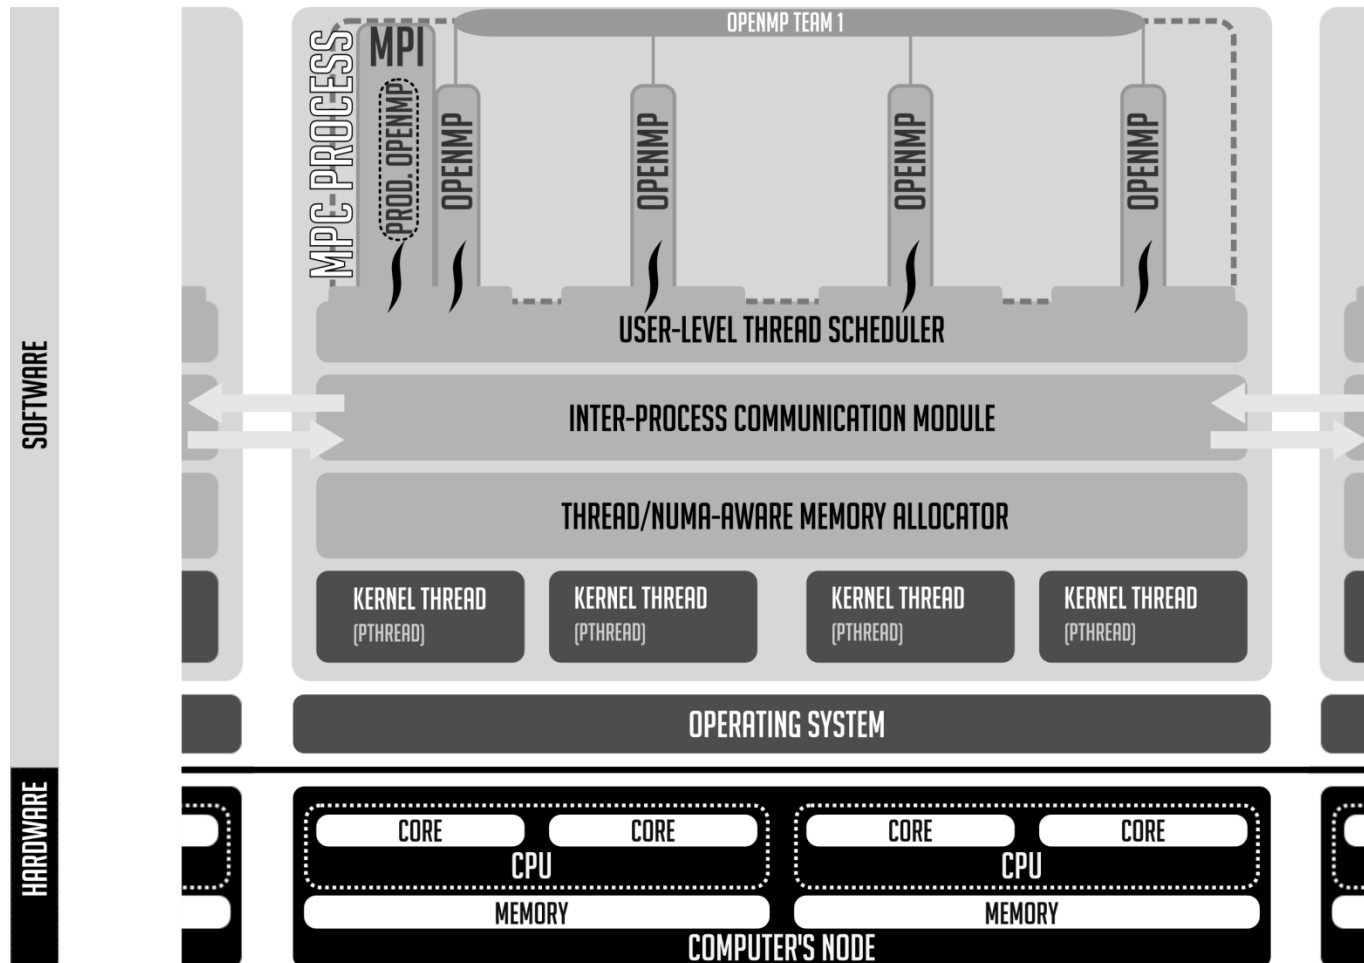 OPENMP TEAM 1
MPC PROCESS
MPI
PROD. OPENMP
OPENMP
OPENMP
OPENMP
OPENMP
USER-LEVEL THREAD SCHEDULER
SOFTWARE
INTER-PROCESS COMMUNICATION MODULE
THREAD/NUMA-AWARE MEMORY ALLOCATOR
KERNEL THREAD
(PTHREAD)
KERNEL THREAD
(PTHREAD)
KERNEL THREAD
(PTHREAD)
KERNEL THREAD
(PTHREAD)
OPERATING SYSTEM
HARDWARE
CORE
CORE
CPU
CORE
CORE
CPU
MEMORY
MEMORY
COMPUTER'S NODE